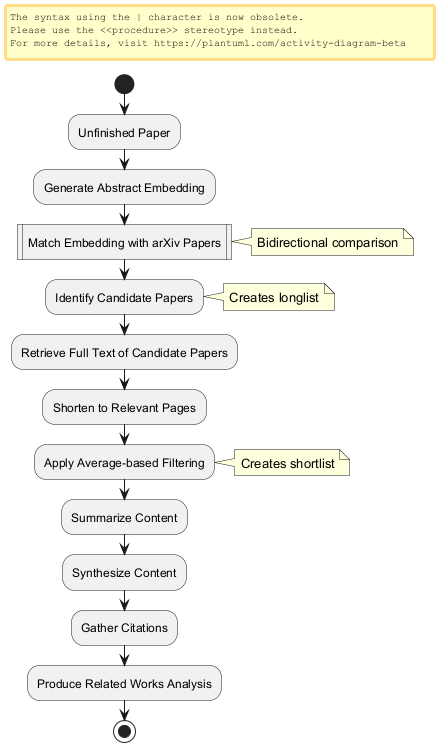 The syntax using the | character is now obsolete.
Please use the <<procedure>> stereotype instead.
For more details, visit https://plantuml.com/activity-diagram-beta
Unfinished Paper
Generate Abstract Embedding
Match Embedding with arXiv Papers
Bidirectional comparison
Identify Candidate Papers
Creates longlist
Retrieve Full Text of Candidate Papers
Shorten to Relevant Pages
Apply Average-based Filtering
Creates shortlist
Summarize Content
Synthesize Content
Gather Citations
Produce Related Works Analysis